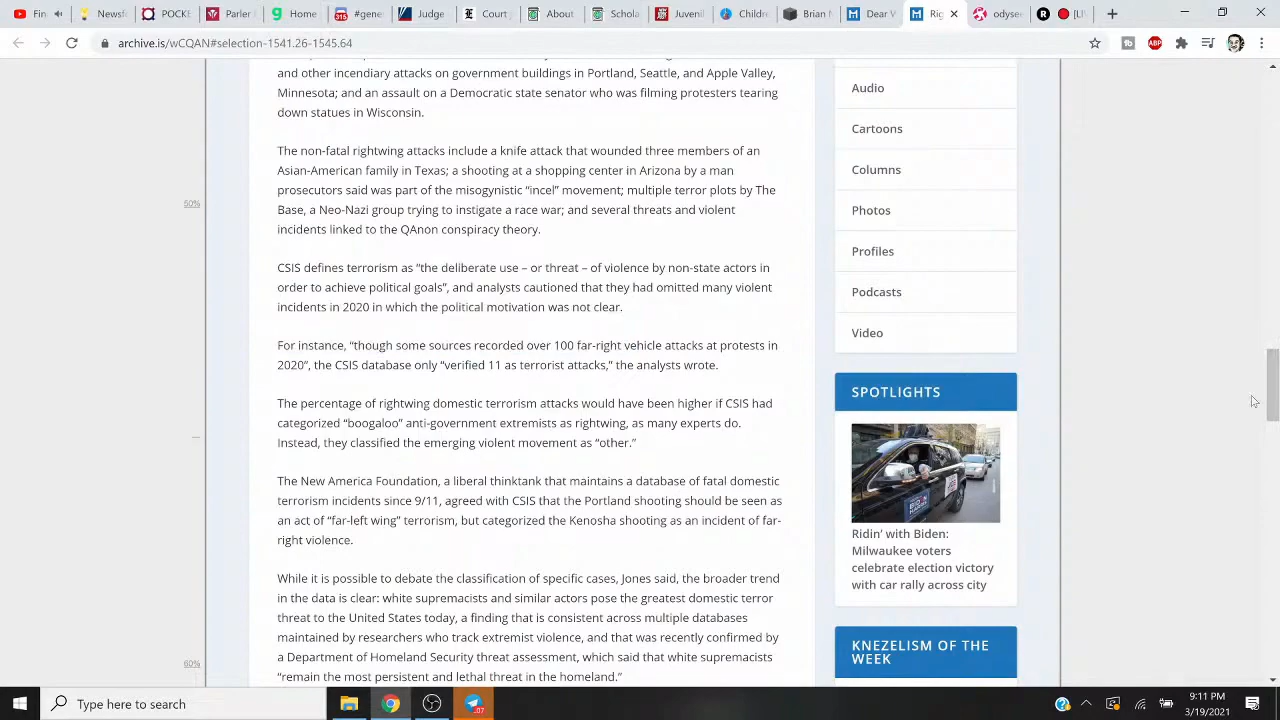 Fin
News
POCKE
Parler
Home
315
Judge
Court
About
Schola
Juvenil
Childre
Brian
Dear V
Rig
odysee
archive.is/wCQAN#selection-1541.26-1545.64
and other incendiary attacks on government buildings in Portland, Seattle, and Apple Valley,
Minnesota; and an assault on a Democratic state senator who was filming protesters tearing
down statues in Wisconsin.
The non-fatal rightwing attacks include a knife attack that wounded three members of an
Asian-American family in Texas; a shooting at a shopping center in Arizona by a man
prosecutors said was part of the misogynistic “incel” movement; multiple terror plots by The
50%
Base, a Neo-Nazi group trying to instigate a race war; and several threats and violent
incidents linked to the QAnon conspiracy theory.
CSIS defines terrorism as “the deliberate use – or threat – of violence by non-state actors in
order to achieve political goals”, and analysts cautioned that they had omitted many violent
incidents in 2020 in which the political motivation was not clear.
For instance, “though some sources recorded over 100 far-right vehicle attacks at protests in
2020”, the CSIS database only “verified 11 as terrorist attacks,” the analysts wrote.
The percentage of rightwing domestic terrorism attacks would have been higher if CSIS had
categorized “boogaloo” anti-government extremists as rightwing, as many experts do.
Instead, they classified the emerging violent movement as “other.”
The New America Foundation, a liberal thinktank that maintains a database of fatal domestic
terrorism incidents since 9/11, agreed with CSIS that the Portland shooting should be seen as
an act of “far-left wing” terrorism, but categorized the Kenosha shooting as an incident of far-
right violence.
While it is possible to debate the classification of specific cases, Jones said, the broader trend
in the data is clear: white supremacists and similar actors pose the greatest domestic terror
threat to the United States today, a finding that is consistent across multiple databases
maintained by researchers who track extremist violence, and that was recently confirmed by
a Department of Homeland Security threat assessment, which said that white supremacists
60%
“remain the most persistent and lethal threat in the homeland.”
Audio
Cartoons
Columns
Photos
Profiles
Podcasts
Video
SPOTLIGHTS
Ridin’ with Biden:
Milwaukee voters
celebrate election victory
with car rally across city
KNEZELISM OF THE
WEEK
Type here to search
9:11 PM
3/19/2021